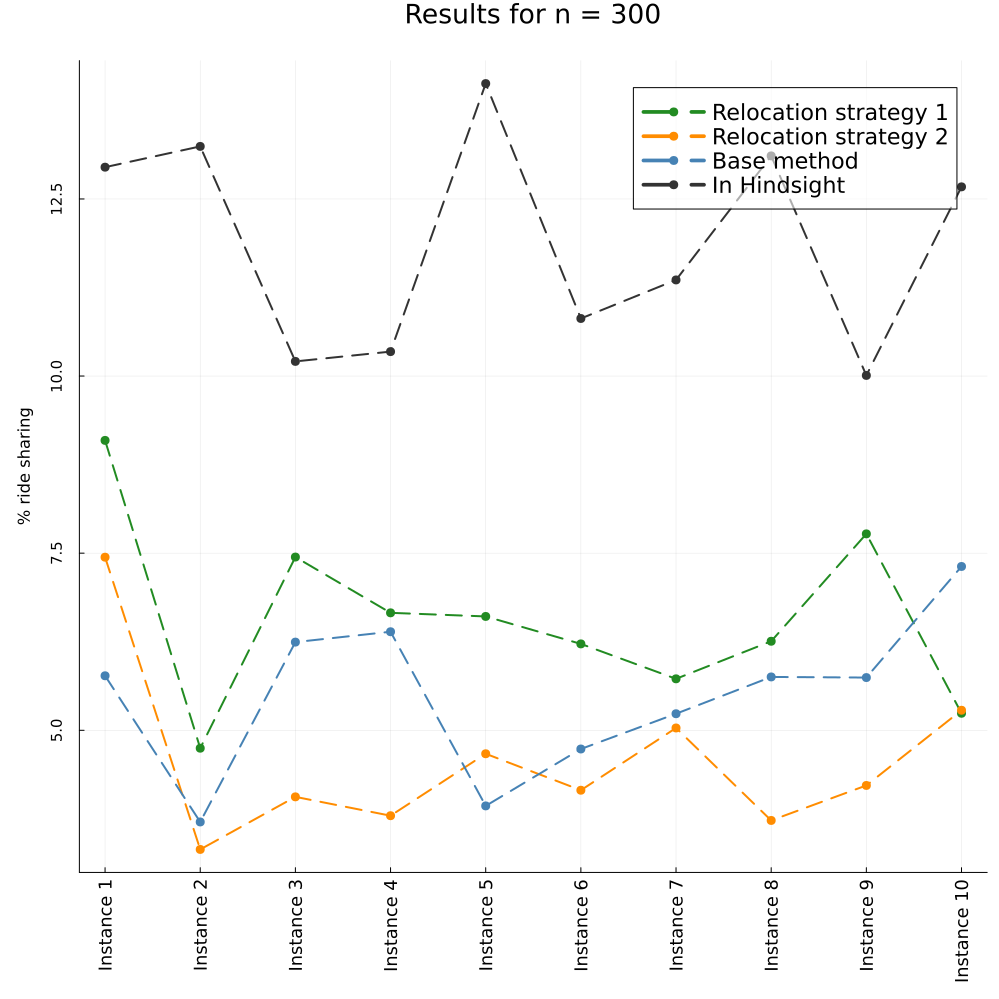 Results for n = 300
Relocation strategy 1
Relocation strategy 2
Base method
In Hindsight
% ride sharing
12.5
10.0
7.5
5.0
Instance 1
Instance 2
Instance 3
Instance 4
Instance 5
Instance 6
Instance 7
Instance 8
Instance 9
Instance 10